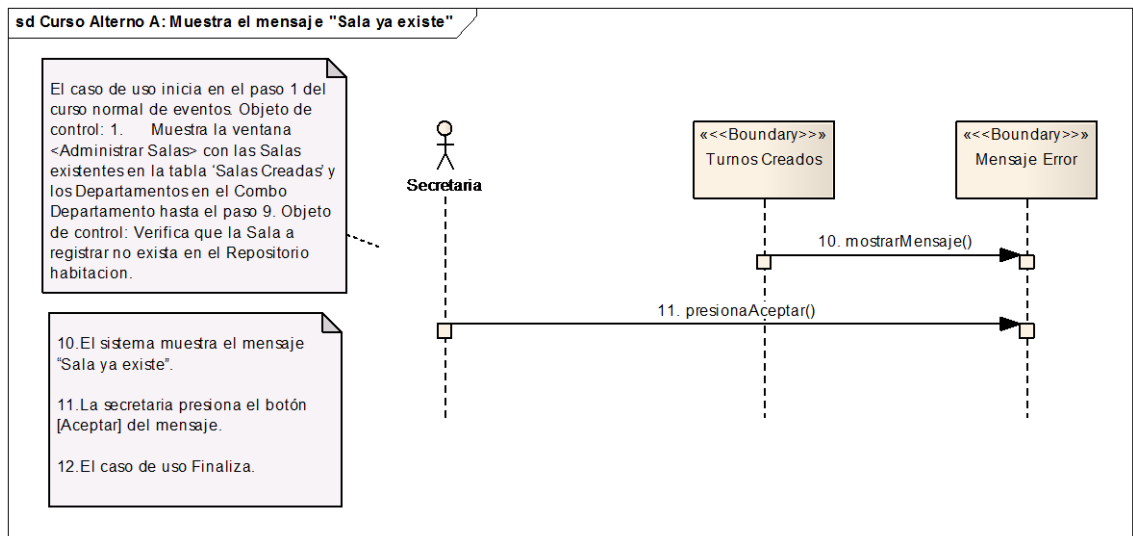 sd Curso Alterno A: Muestra el mensaje "Sala ya existe"
El caso de uso inicia en el paso 1 del
curso normal de eventos. Objeto de
control: 1. Muestra la ventana
<Administrar Salas> con las Salas
existentes en la tabla 'Salas Creadas' y
los Departamentos en el Combo
Departamento hasta el paso 9. Objeto
de control: Verifica que la Sala a
registrar no exista en el Repositorio
habitacion.
10.El sistema muestra el mensaje
“Sala ya existe”.
11.La secretaria presiona el botón
[Aceptar] del mensaje.
12.El caso de uso Finaliza.
Secretaria
«<<Boundary>>»
Turnos Creados
«<<Boundary>>»
Mensaje Error
10. mostrarMensaje()
11. presionaAceptar()